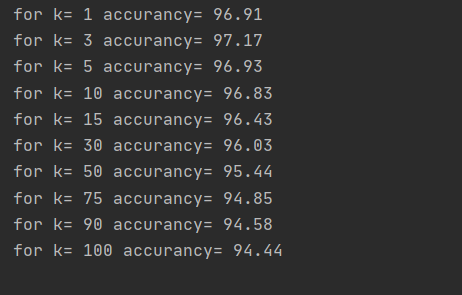 for k= 1 accurancy= 96.91
for k= 3 accurancy= 97.17
for k= 5 accurancy= 96.93
for k= 10 accurancy= 96.83
for k= 15 accurancy= 96.43
for k= 30 accurancy= 96.03
for k= 50 accurancy= 95.44
for k= 75 accurancy= 94.85
for k= 90 accurancy= 94.58
for k= 100 accurancy= 94.44